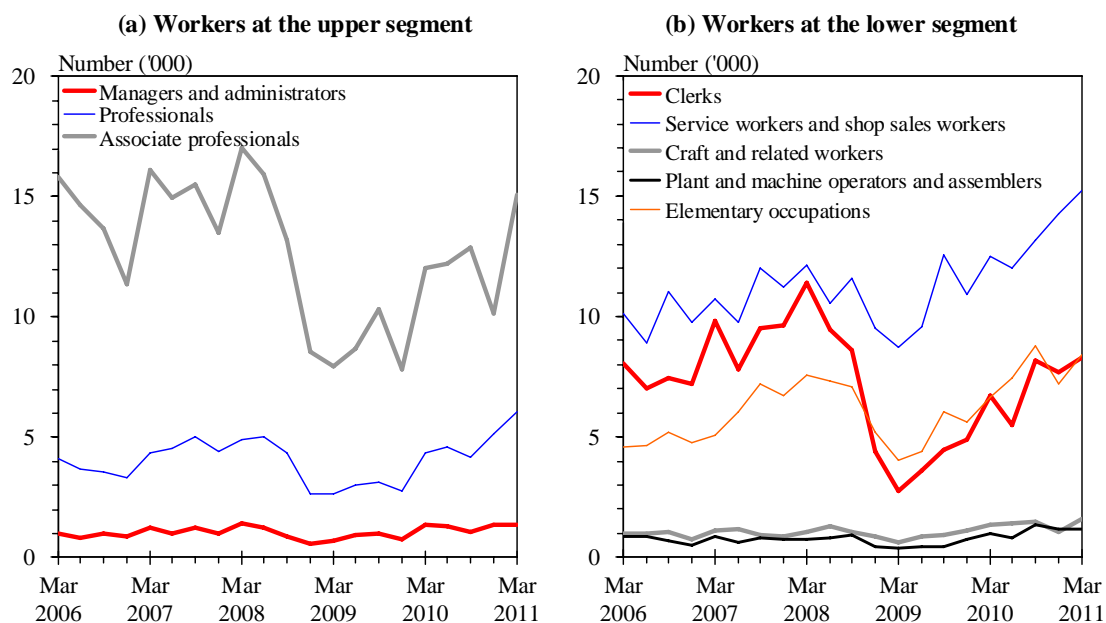 (a) Workers at the upper segment
Number ('000)
20
15
10
5
0
Managers and administrators
Professionals
Associate professionals
Mar 2006
Mar 2007
Mar 2008
Mar 2009
Mar 2010
Mar 2011
(b) Workers at the lower segment
Number ('000)
20
15
10
5
0
Clerks
Service workers and shop sales workers
Craft and related workers
Plant and machine operators and assemblers
Elementary occupations
Mar 2006
Mar 2007
Mar 2008
Mar 2009
Mar 2010
Mar 2011